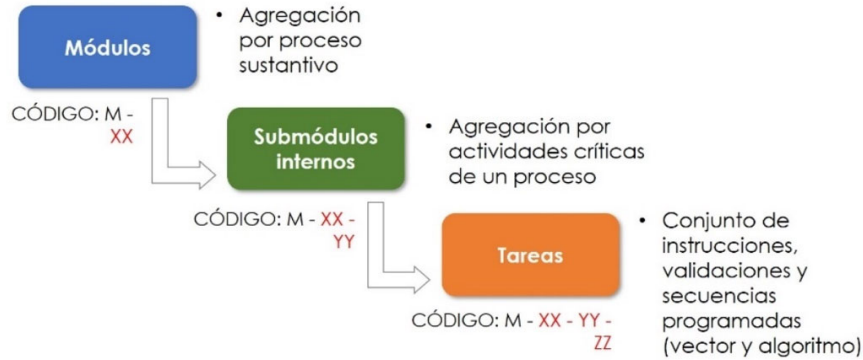 Módulos
• Agregación
por proceso
sustantivo
CÓDIGO: M -
XX
Submódulos
internos
• Agregación por
actividades críticas
de un proceso
CÓDIGO: M - XX -
YY
Tareas
• Conjunto de
instrucciones,
validaciones y
secuencias
programadas
(vector y algoritmo)
CÓDIGO: M - XX - YY -
ZZ